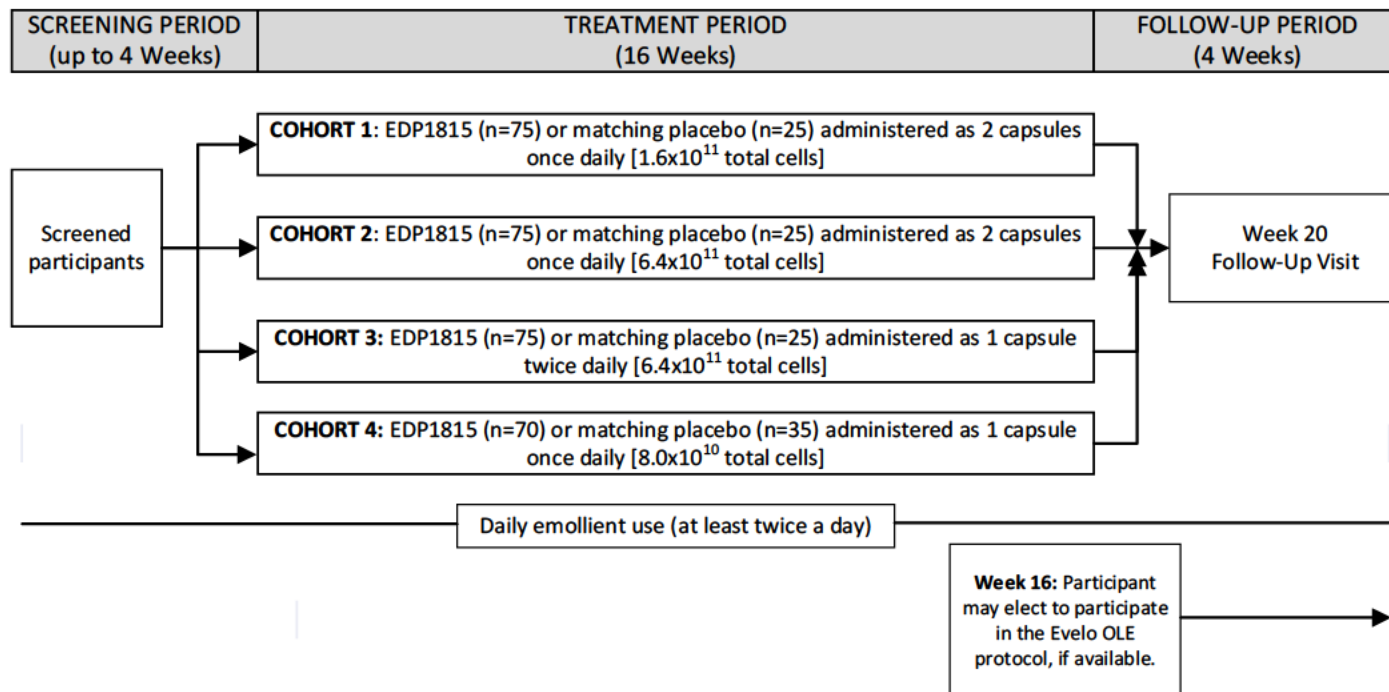 SCREENING PERIOD
(up to 4 Weeks)
TREATMENT PERIOD
(16 Weeks)
FOLLOW-UP PERIOD
(4 Weeks)
Screened
participants
COHORT 1: EDP1815 (n=75) or matching placebo (n=25) administered as 2 capsules
once daily [1.6x10¹¹ total cells]
COHORT 2: EDP1815 (n=75) or matching placebo (n=25) administered as 2 capsules
once daily [6.4x10¹¹ total cells]
COHORT 3: EDP1815 (n=75) or matching placebo (n=25) administered as 1 capsule
twice daily [6.4x10¹¹ total cells]
COHORT 4: EDP1815 (n=70) or matching placebo (n=35) administered as 1 capsule
once daily [8.0x10¹⁰ total cells]
Week 20
Follow-Up Visit
Daily emollient use (at least twice a day)
Week 16: Participant
may elect to participate
in the Evelo OLE
protocol, if available.